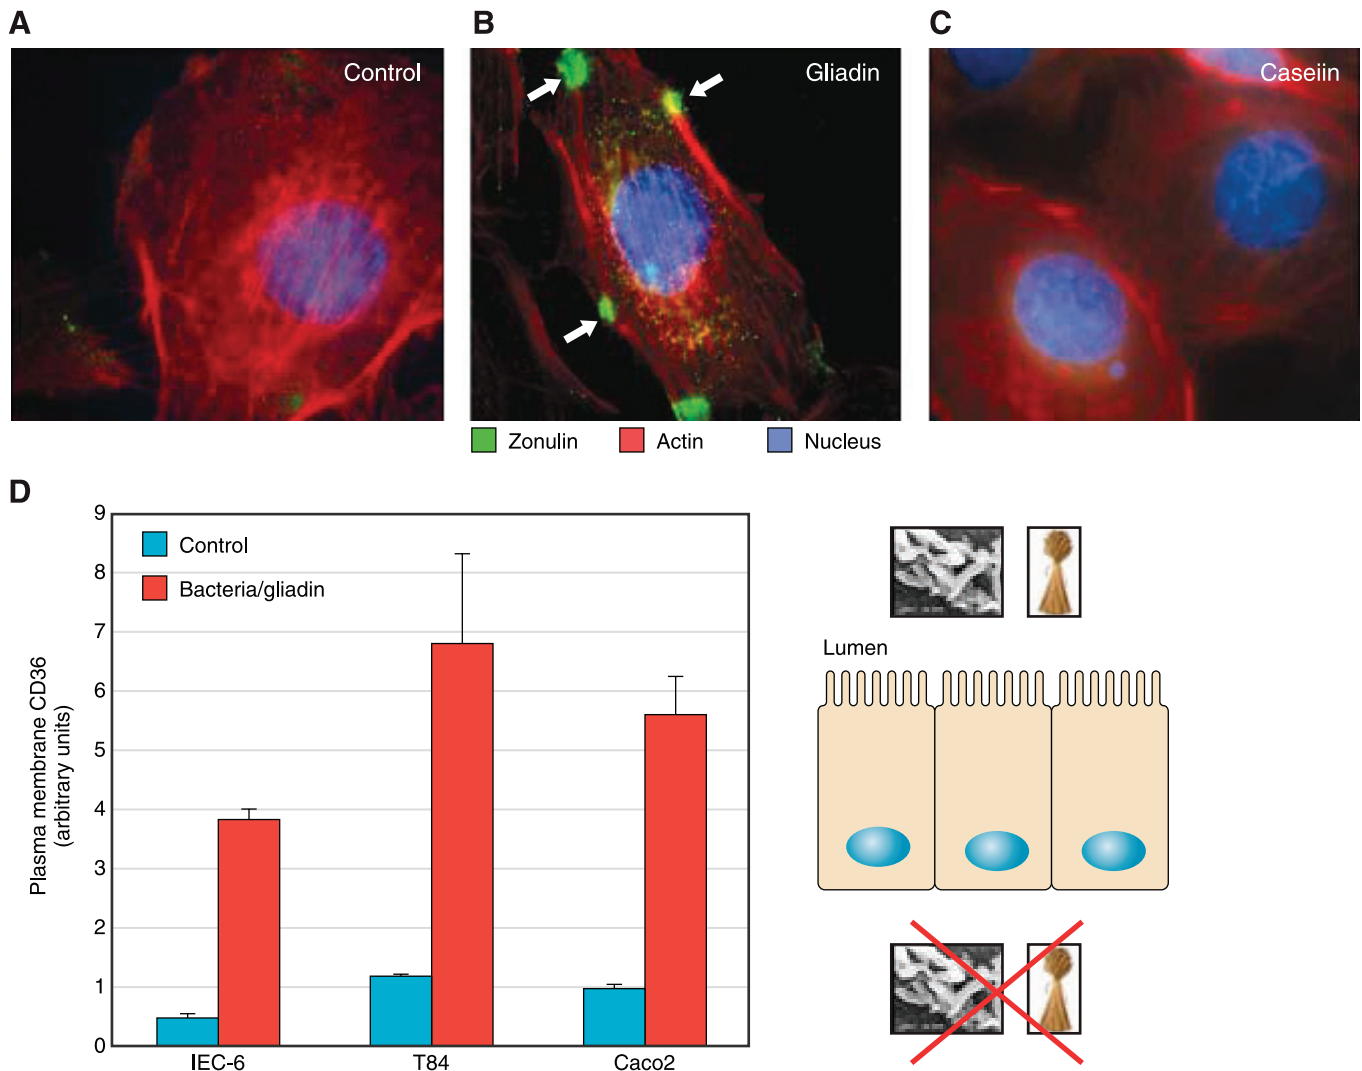 A
B
C
Control
Gliadin
Caseiin
Zonulin
Actin
Nucleus
D
9
8
7
6
5
4
3
2
1
0
Plasma membrane CD36
(arbitrary units)
Control
Bacteria/gliadin
IEC-6
T84
Caco2
Lumen